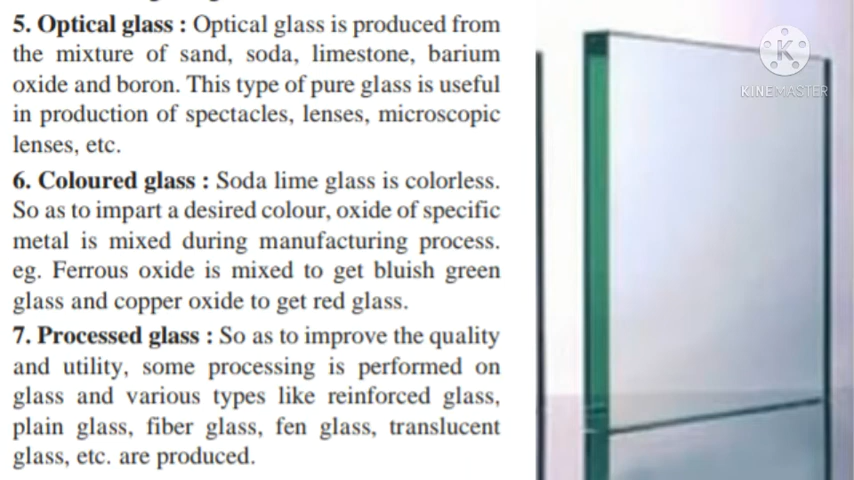 5. Optical glass : Optical glass is produced from
the mixture of sand, soda, limestone, barium
oxide and boron. This type of pure glass is useful
in production of spectacles, lenses, microscopic
lenses, etc.
6. Coloured glass : Soda lime glass is colorless.
So as to impart a desired colour, oxide of specific
metal is mixed during manufacturing process.
eg. Ferrous oxide is mixed to get bluish green
glass and copper oxide to get red glass.
7. Processed glass : So as to improve the quality
and utility, some processing is performed on
glass and various types like reinforced glass,
plain glass, fiber glass, fen glass, translucent
glass, etc. are produced.
K
KINEMASTER